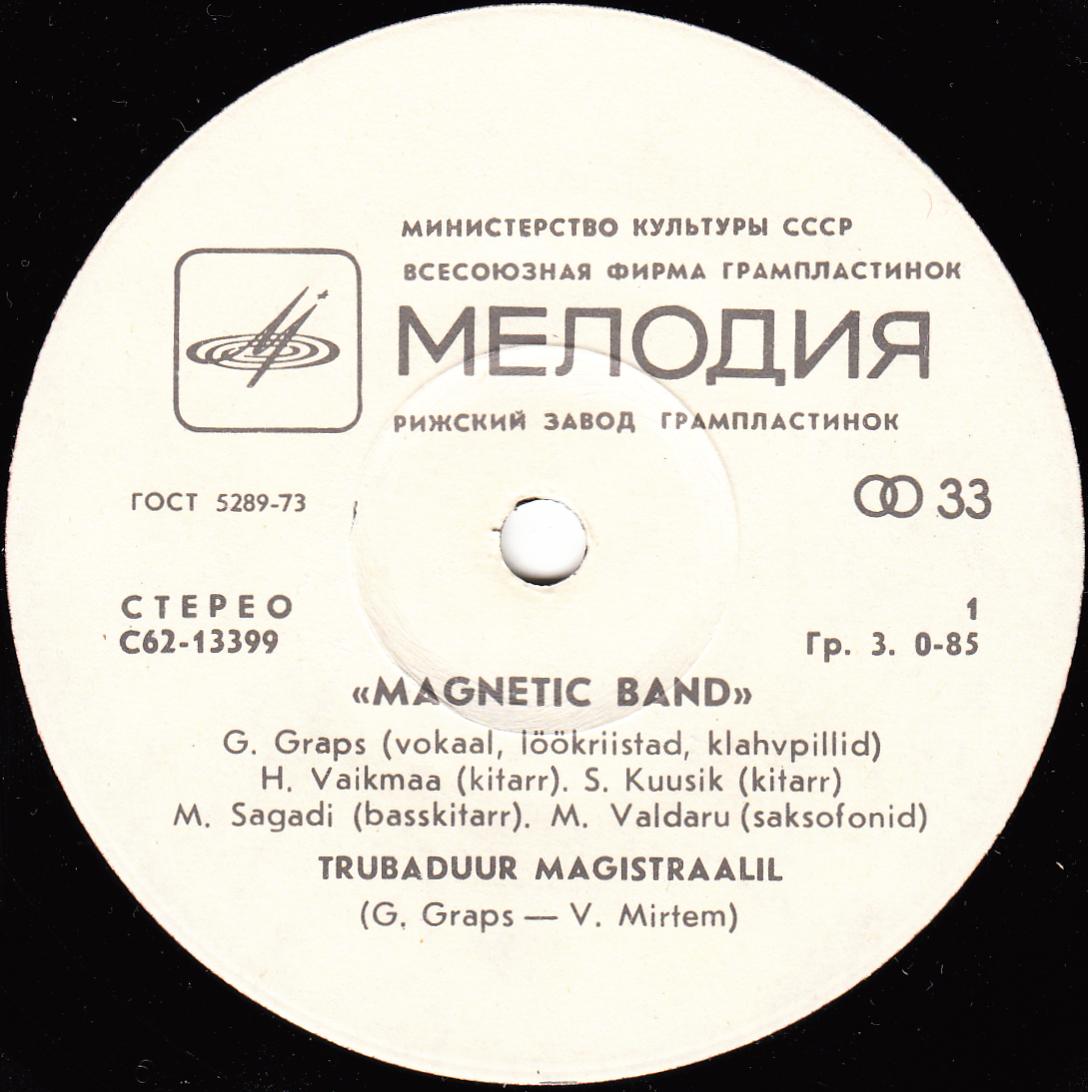 МИНИСТЕРСТВО КУЛЬТУРЫ СССР
ВСЕСОЮЗНАЯ ФИРМА ГРАМПЛАСТИНОК
МЕЛОДИЯ
РИЖСКИЙ ЗАВОД ГРАМПЛАСТИНОК
ГОСТ 5289-73
33
СТЕРЕО
1
С62-13399
Гр. 3. 0-85
«MAGNETIC BAND»
G. Graps (vokaal, löökriistad, klahvpillid)
H. Vaikmaa (kitarr). S. Kuusik (kitarr)
M. Sagadi (basskitarr). M. Valdaru (saksofonid)
TRUBADUUR MAGISTRAALIL
(G. Graps — V. Mirtem)